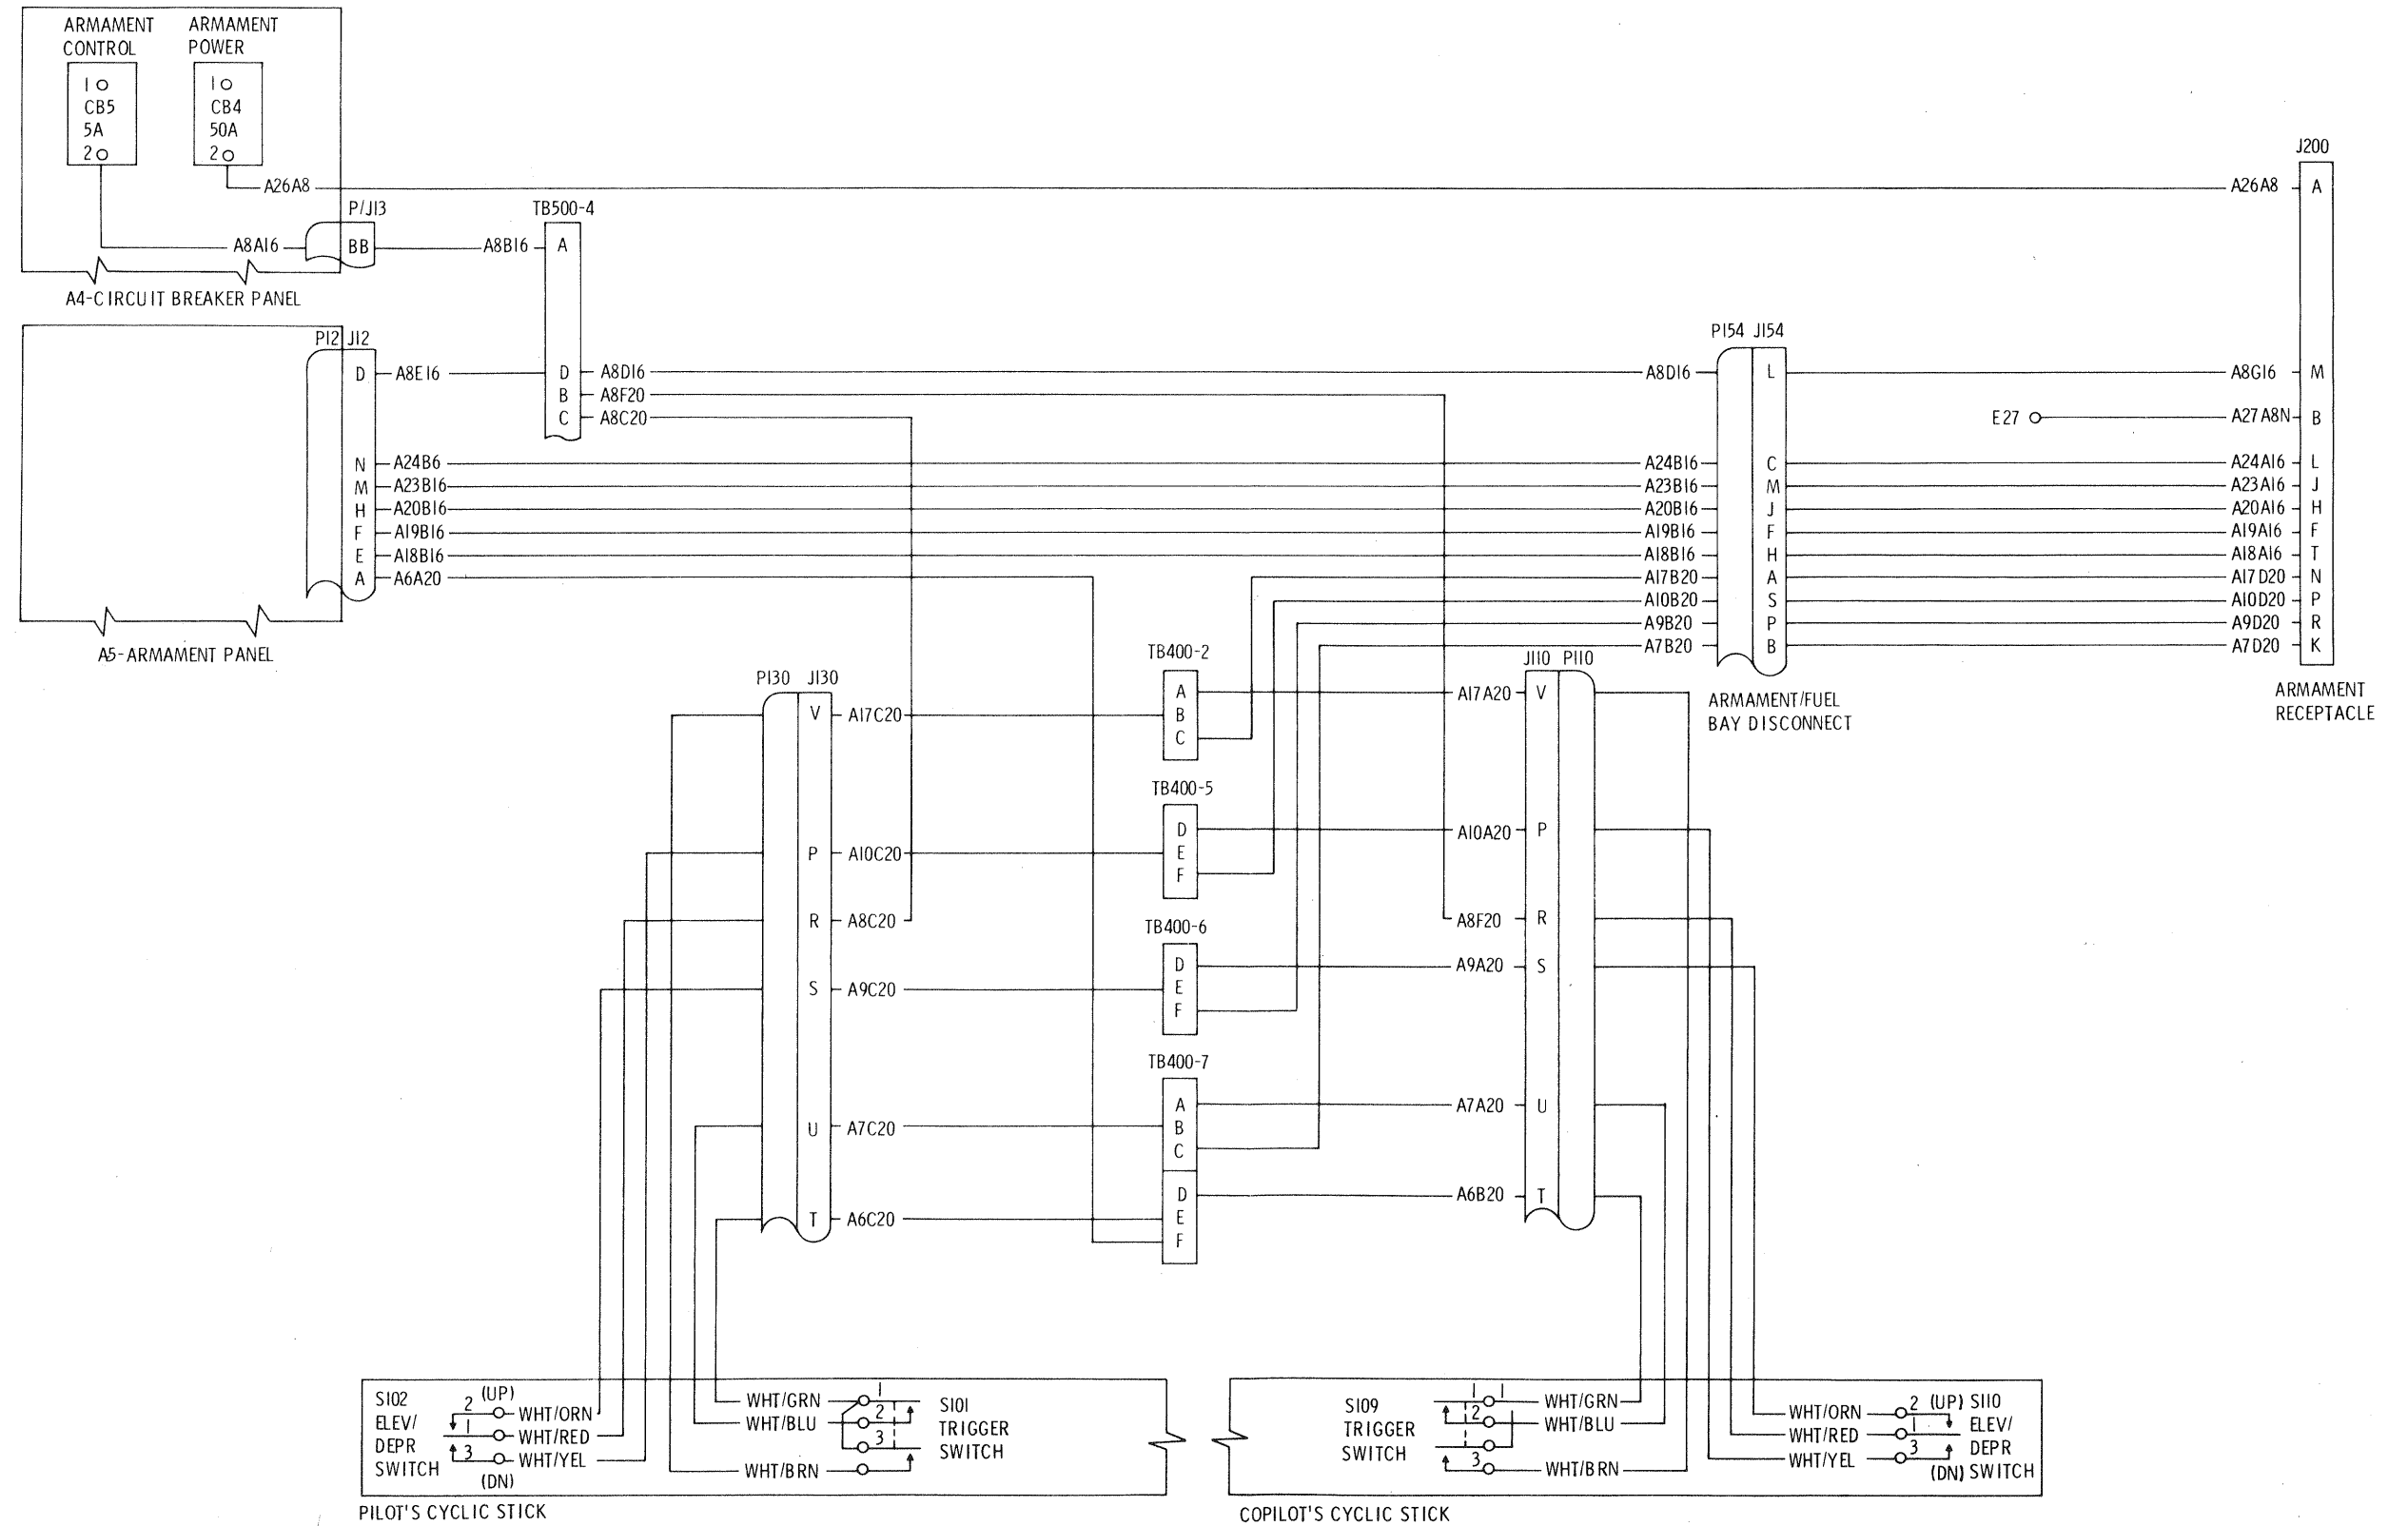 ARMAMENT
CONTROL
ARMAMENT
POWER
1
CB5
5A
2
1
CB4
50A
2
A26A8
P/J13
A8A16
BB
A4-CIRCUIT BREAKER PANEL
TB500-4
A8B16
A
A8E16
D
A8D16
B
A8F20
C
A8C20
P12 J12
D
N
A24B6
M
A23B16
H
A20B16
F
A19B16
E
A18B16
A
A6A20
A5-ARMAMENT PANEL
P154 J154
A8D16
L
A24B16
C
A23B16
M
A20B16
J
A19B16
F
A18B16
H
A17B20
A
A10B20
S
A9B20
P
A7B20
B
ARMAMENT/FUEL
BAY DISCONNECT
J200
A26A8
A
A8G16
M
E27
A27A8N
B
A24A16
L
A23A16
J
A20A16
H
A19A16
F
A18A16
T
A17D20
N
A10D20
P
A9D20
R
A7D20
K
ARMAMENT
RECEPTACLE
P130 J130
V
A17C20
P
A10C20
R
A8C20
S
A9C20
U
A7C20
T
A6C20
TB400-2
A
B
C
TB400-5
D
E
F
TB400-6
D
E
F
TB400-7
A
B
C
D
E
F
J110 P110
A17A20
V
A10A20
P
A8F20
R
A9A20
S
A7A20
U
A6B20
T
S102
ELEV/
DEPR
SWITCH
2
(UP)
WHT/ORN
1
WHT/RED
3
WHT/YEL
(DN)
WHT/GRN
1
WHT/BLU
2
3
WHT/BRN
S101
TRIGGER
SWITCH
PILOT'S CYCLIC STICK
S109
TRIGGER
SWITCH
1
1
WHT/GRN
2
WHT/BLU
3
WHT/BRN
WHT/ORN
2
(UP)
WHT/RED
1
WHT/YEL
3
(DN)
S110
ELEV/
DEPR
SWITCH
COPILOT'S CYCLIC STICK